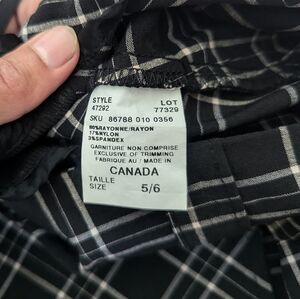 STYLE LOT
47292 77329
SKU 86788 010 0356
80%RAYONNE/RAYON
17%NYLON
3%SPANDEX
GARNITURE NON COMPRISE
EXCLUSIVE OF TRIMMING
FABRIQUE AU / MADE IN
CANADA
TAILLE
SIZE 5/6